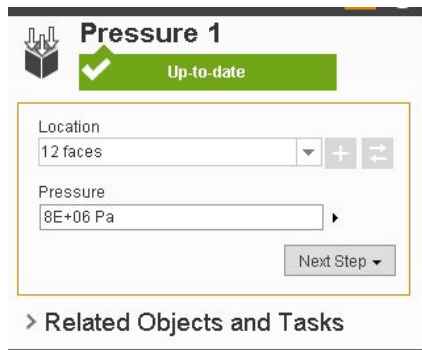 Pressure 1
Up-to-date
Location
12 faces
Pressure
8E+06 Pa
Next Step
Related Objects and Tasks